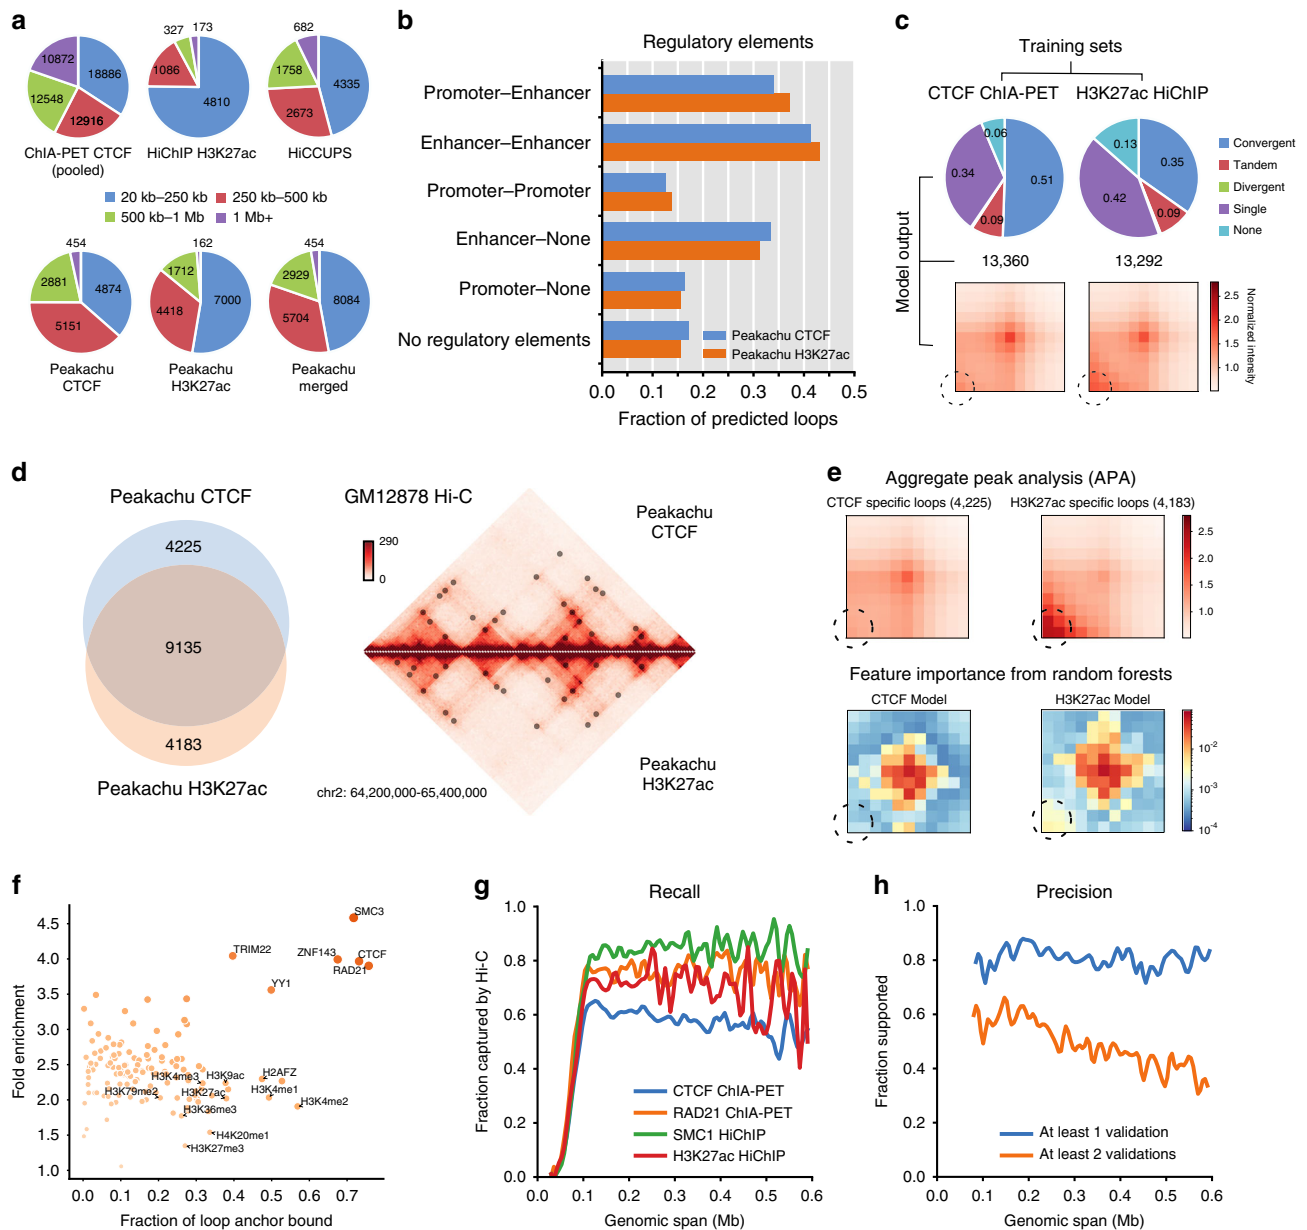 a
10872
18886
12548
12916
ChIA-PET CTCF
(pooled)
327
173
1086
4810
HiChIP H3K27ac
682
1758
4335
2673
HiCCUPS
20 kb–250 kb
250 kb–500 kb
500 kb–1 Mb
1 Mb+
454
2881
4874
5151
Peakachu
CTCF
162
1712
7000
4418
Peakachu
H3K27ac
454
2929
8084
5704
Peakachu
merged
b
Regulatory elements
Promoter–Enhancer
Enhancer–Enhancer
Promoter–Promoter
Enhancer–None
Promoter–None
No regulatory elements
Peakachu CTCF
Peakachu H3K27ac
0.0 0.1 0.2 0.3 0.4 0.5
Fraction of predicted loops
c
Training sets
CTCF ChIA-PET
H3K27ac HiChIP
0.06
0.34
0.51
0.09
0.13
0.35
0.42
0.09
Convergent
Tandem
Divergent
Single
None
Model output
13,360
13,292
2.5
2.0
1.5
1.0
Normalized intensity
d
Peakachu CTCF
4225
9135
4183
Peakachu H3K27ac
GM12878 Hi-C
290
0
Peakachu
CTCF
Peakachu
H3K27ac
chr2: 64,200,000-65,400,000
e
Aggregate peak analysis (APA)
CTCF specific loops (4,225)
H3K27ac specific loops (4,183)
2.5
2.0
1.5
1.0
Feature importance from random forests
CTCF Model
H3K27ac Model
10-2
10-3
10-4
f
Fold enrichment
4.5
4.0
3.5
3.0
2.5
2.0
1.5
1.0
SMC3
TRIM22
ZNF143
CTCF
RAD21
YY1
H3K4me3
H3K9ac
H2AFZ
H3K79me2
H3K27ac
H3K4me1
H3K36me3
H3K4me2
H4K20me1
H3K27me3
0.0 0.1 0.2 0.3 0.4 0.5 0.6 0.7
Fraction of loop anchor bound
g
Recall
Fraction captured by Hi-C
1.0
0.8
0.6
0.4
0.2
0.0
CTCF ChIA-PET
RAD21 ChIA-PET
SMC1 HiChIP
H3K27ac HiChIP
0.0 0.1 0.2 0.3 0.4 0.5 0.6
Genomic span (Mb)
h
Precision
Fraction supported
1.0
0.8
0.6
0.4
0.2
0.0
At least 1 validation
At least 2 validations
0.0 0.1 0.2 0.3 0.4 0.5 0.6
Genomic span (Mb)